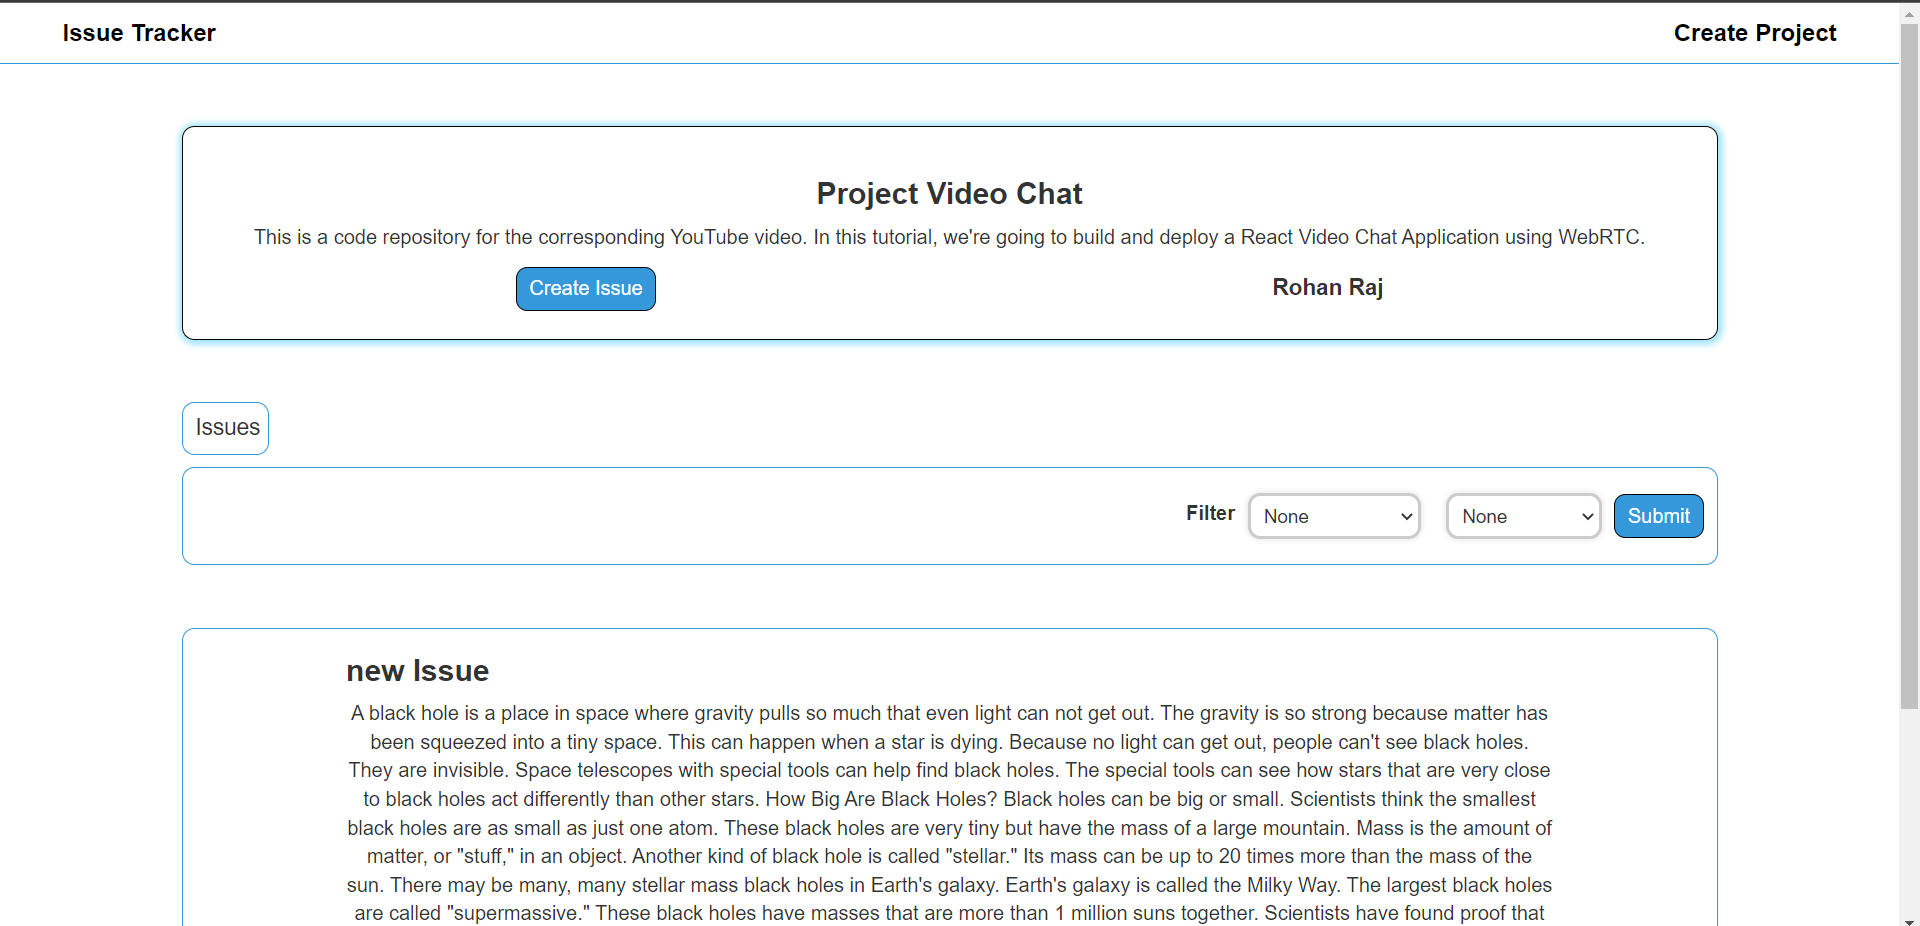 Issue Tracker
Create Project
Project Video Chat
This is a code repository for the corresponding YouTube video. In this tutorial, we're going to build and deploy a React Video Chat Application using WebRTC.
Create Issue
Rohan Raj
Issues
Filter
None
None
Submit
new Issue
A black hole is a place in space where gravity pulls so much that even light can not get out. The gravity is so strong because matter has
been squeezed into a tiny space. This can happen when a star is dying. Because no light can get out, people can't see black holes.
They are invisible. Space telescopes with special tools can help find black holes. The special tools can see how stars that are very close
to black holes act differently than other stars. How Big Are Black Holes? Black holes can be big or small. Scientists think the smallest
black holes are as small as just one atom. These black holes are very tiny but have the mass of a large mountain. Mass is the amount of
matter, or "stuff," in an object. Another kind of black hole is called "stellar." Its mass can be up to 20 times more than the mass of the
sun. There may be many, many stellar mass black holes in Earth's galaxy. Earth's galaxy is called the Milky Way. The largest black holes
are called "supermassive." These black holes have masses that are more than 1 million suns together. Scientists have found proof that